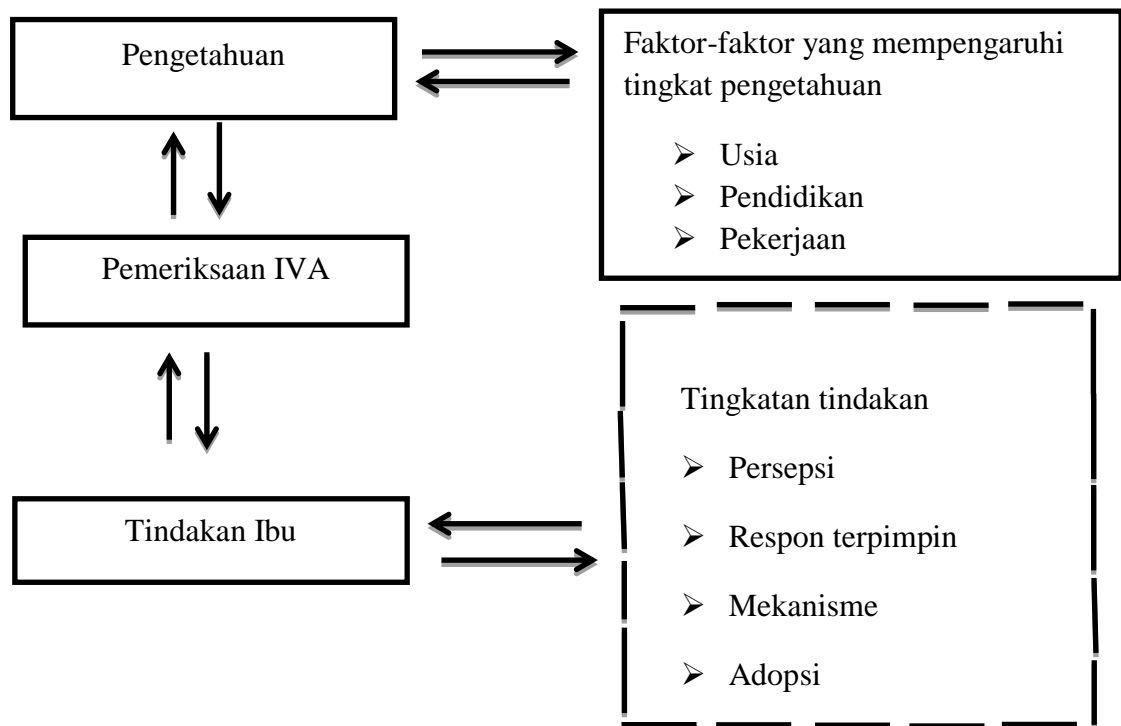 Pengetahuan
Faktor-faktor yang mempengaruhi
tingkat pengetahuan
➢ Usia
➢ Pendidikan
➢ Pekerjaan
Pemeriksaan IVA
Tingkatan tindakan
➢ Persepsi
➢ Respon terpimpin
➢ Mekanisme
➢ Adopsi
Tindakan Ibu